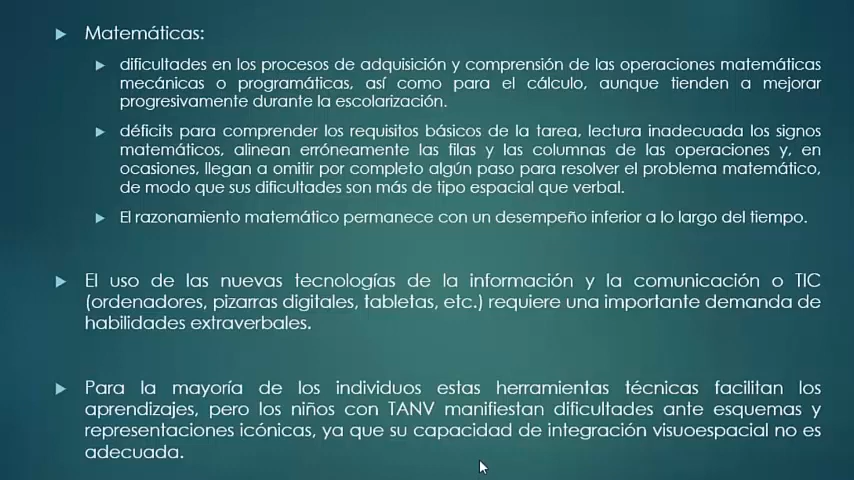 Matemáticas:
dificultades en los procesos de adquisición y comprensión de las operaciones matemáticas
mecánicas o programáticas, así como para el cálculo, aunque tienden a mejorar
progresivamente durante la escolarización.
déficits para comprender los requisitos básicos de la tarea, lectura inadecuada los signos
matemáticos, alinean erróneamente las filas y las columnas de las operaciones y, en
ocasiones, llegan a omitir por completo algún paso para resolver el problema matemático,
de modo que sus dificultades son más de tipo espacial que verbal.
El razonamiento matemático permanece con un desempeño inferior a lo largo del tiempo.
El uso de las nuevas tecnologías de la información y la comunicación o TIC
(ordenadores, pizarras digitales, tabletas, etc.) requiere una importante demanda de
habilidades extraverbales.
Para la mayoría de los individuos estas herramientas técnicas facilitan los
aprendizajes, pero los niños con TANV manifiestan dificultades ante esquemas y
representaciones icónicas, ya que su capacidad de integración visuoespacial no es
adecuada.